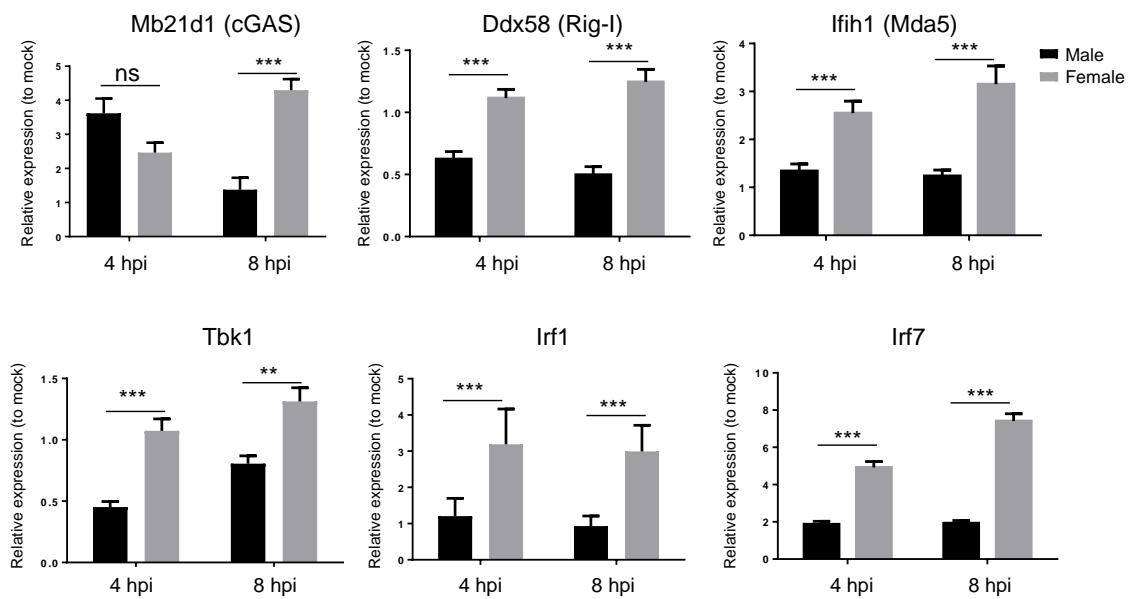 Mb21d1 (cGAS)
Relative expression (to mock)
5
4
3
2
1
0
ns
***
4 hpi
8 hpi
Ddx58 (Rig-I)
Relative expression (to mock)
1.5
1.0
0.5
0.0
***
***
4 hpi
8 hpi
Ifih1 (Mda5)
Relative expression (to mock)
4
3
2
1
0
***
***
4 hpi
8 hpi
Male
Female
Tbk1
Relative expression (to mock)
1.5
1.0
0.5
0.0
***
**
4 hpi
8 hpi
Irf1
Relative expression (to mock)
5
4
3
2
1
0
***
***
4 hpi
8 hpi
Irf7
Relative expression (to mock)
10
8
6
4
2
0
***
***
4 hpi
8 hpi